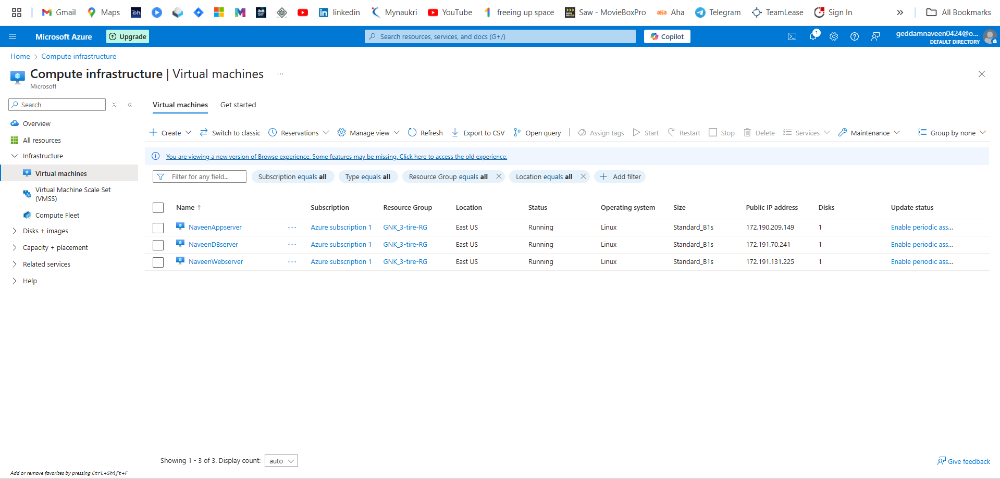 Gmail Maps Dh M SF linkedin Mynaukri YouTube freeing up space Saw - MovieBoxPro aha Aha Telegram TeamLease Sign In » All Bookmarks
Microsoft Azure Upgrade Search resources, services, and docs (G+/) Copilot 1 geddamnaveen0424@o...
DEFAULT DIRECTORY
Home > Compute infrastructure
Compute infrastructure | Virtual machines ...
Microsoft
Search «
Virtual machines Get started
Overview
All resources
Infrastructure
Virtual machines
Virtual Machine Scale Set
(VMSS)
Compute Fleet
Disks + images
Capacity + placement
Related services
Help
Create Switch to classic Reservations Manage view Refresh Export to CSV Open query | Assign tags Start Restart Stop Delete Services Maintenance Group by none
You are viewing a new version of Browse experience. Some features may be missing. Click here to access the old experience.
Filter for any field... Subscription equals all Type equals all Resource Group equals all Location equals all Add filter
Name ↑ Subscription Resource Group Location Status Operating system Size Public IP address Disks Update status
NaveenAppserver ... Azure subscription 1 GNK_3-tire-RG East US Running Linux Standard_B1s 172.190.209.149 1 Enable periodic ass...
NaveenDBserver ... Azure subscription 1 GNK_3-tire-RG East US Running Linux Standard_B1s 172.191.70.241 1 Enable periodic ass...
NaveenWebserver ... Azure subscription 1 GNK_3-tire-RG East US Running Linux Standard_B1s 172.191.131.225 1 Enable periodic ass...
Showing 1 - 3 of 3. Display count: auto
Give feedback
Add or remove favorites by pressing Ctrl+Shift+F